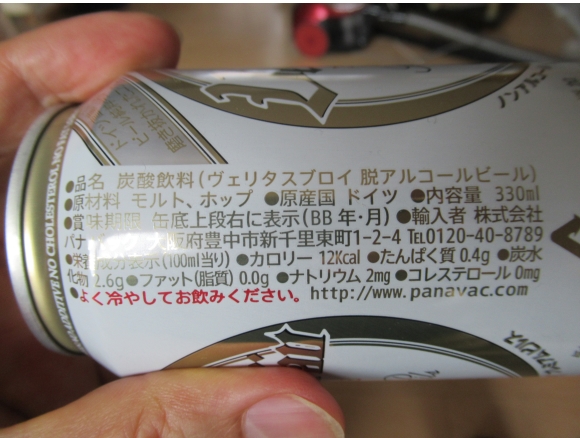 ●品名 炭酸飲料(ヴェリタスブロイ 脱アルコールビール)
●原材料 モルト、ホップ ●原産国 ドイツ ●内容量 330ml
●賞味期限 缶底上段右に表示(BB 年・月) ●輸入者 株式会社
大阪府豊中市新千里東町1-2-4 TEL0120-40-8789
●栄養成分表示(100ml当り) ●カロリー 12Kcal ●たんぱく質 0.4g ●炭水
化物 2.6g ●ファット(脂質) 0.0g ●ナトリウム 2mg ●コレステロール 0mg
●よく冷やしてお飲みください。 http://www.panavac.com